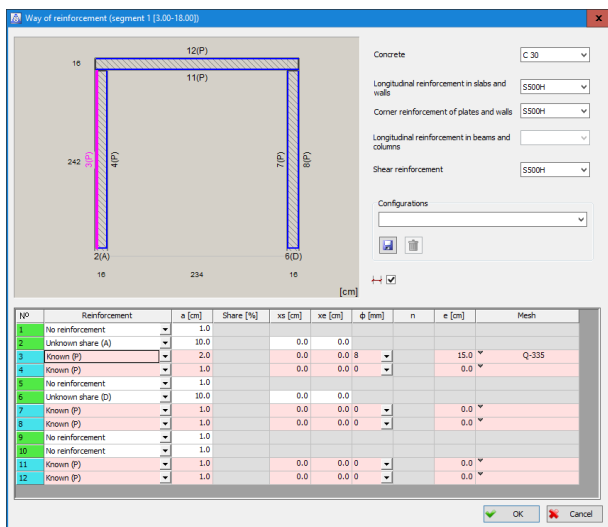 Way of reinforcement (segment 1 [3.00-18.00])
x
12(P)
16
11(P)
242
3(P)
4(P)
7(P)
8(P)
2(A)
6(D)
16
234
16
[cm]
Concrete
C 30
Longitudinal reinforcement in slabs and
walls
S500H
Corner reinforcement of plates and walls
S500H
Longitudinal reinforcement in beams and
columns
Shear reinforcement
S500H
Configurations
Nº Reinforcement a [cm] Share [%] xs [cm] xe [cm] ϕ [mm] n e [cm] Mesh
1 No reinforcement 1.0
2 Unknown share (A) 10.0 0.0 0.0
3 Known (P) 2.0 0.0 0.0 8 15.0 Q-335
4 Known (P) 1.0 0.0 0.0 0 0.0
5 No reinforcement 1.0
6 Unknown share (D) 10.0 0.0 0.0
7 Known (P) 1.0 0.0 0.0 0 0.0
8 Known (P) 1.0 0.0 0.0 0 0.0
9 No reinforcement 1.0
10 No reinforcement 1.0
11 Known (P) 1.0 0.0 0.0 0 0.0
12 Known (P) 1.0 0.0 0.0 0 0.0
OK Cancel